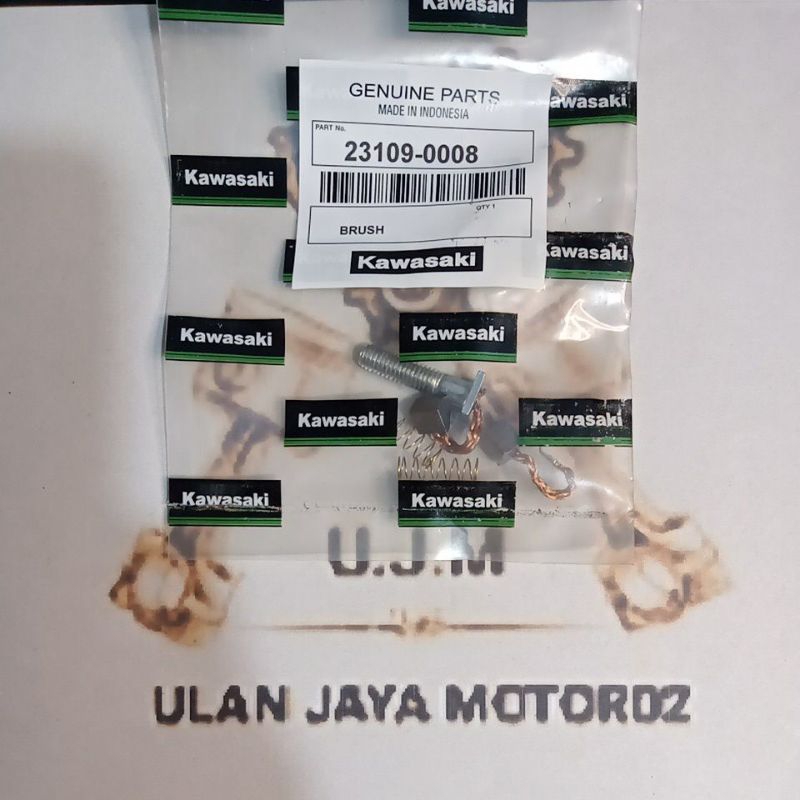 Kawasaki
GENUINE PARTS
MADE IN INDONESIA
PART No.
23109-0008
QTY 1
BRUSH
Kawasaki
Kawasaki
Kawasaki
Kawasaki
Kawasaki
Kawasaki
Kawasaki
Kawasaki
Kawasaki
Kawasaki
Kawasaki
U.J.M
ULAN JAYA MOTOR02